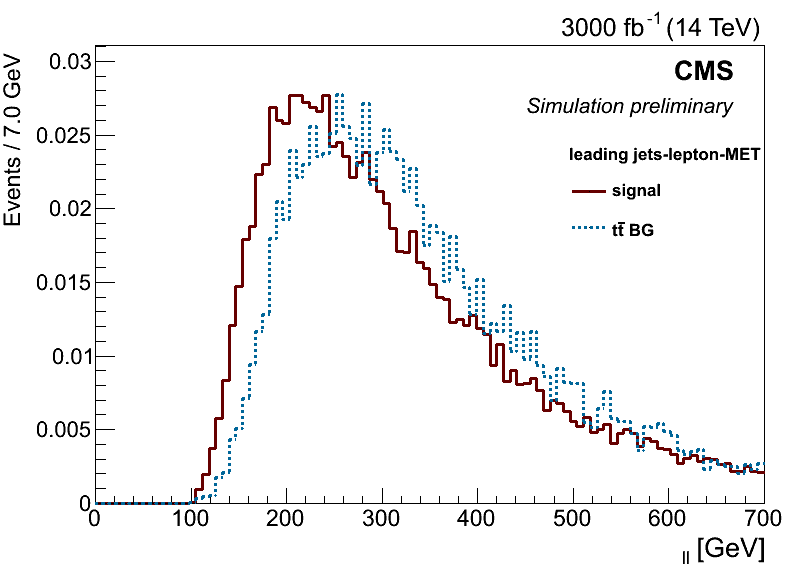 3000 fb⁻¹ (14 TeV)
CMS
Simulation preliminary
leading jets-lepton-MET
signal
tt̄ BG
Events / 7.0 GeV
0.03
0.025
0.02
0.015
0.01
0.005
0
0 100 200 300 400 500 600 700
ll [GeV]